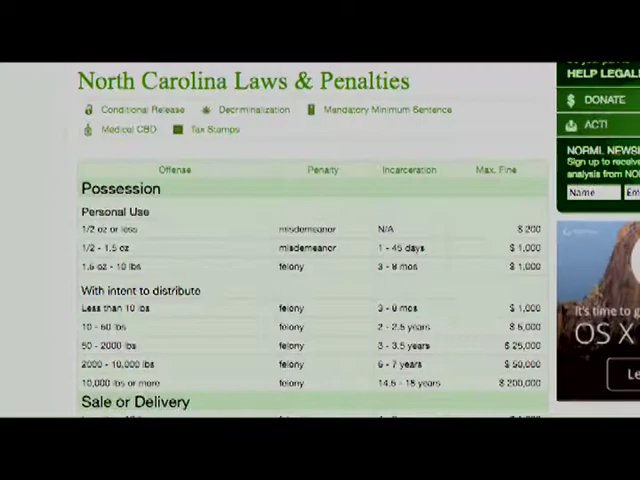 North Carolina Laws & Penalties
Conditional Release Decriminalization Mandatory Minimum Sentence
Medical CBD Tax Stamps
Offense Penalty Incarceration Max. Fine
Possession
Personal Use
1/2 oz or less misdemeanor N/A $ 200
1/2 - 1.5 oz misdemeanor 1 - 45 days $ 1,000
1.5 oz - 10 lbs felony 3 - 8 mos $ 1,000
With intent to distribute
Less than 10 lbs felony 3 - 8 mos $ 1,000
10 - 50 lbs felony 2 - 2.5 years $ 5,000
50 - 2000 lbs felony 3 - 3.5 years $ 25,000
2000 - 10,000 lbs felony 6 - 7 years $ 50,000
10,000 lbs or more felony 14.5 - 18 years $ 200,000
Sale or Delivery
HELP LEGALI
$ DONATE
ACT!
NORML NEWSL
Sign up to receive
analysis from NOR
Name Em
It's time to g
OS X
Le